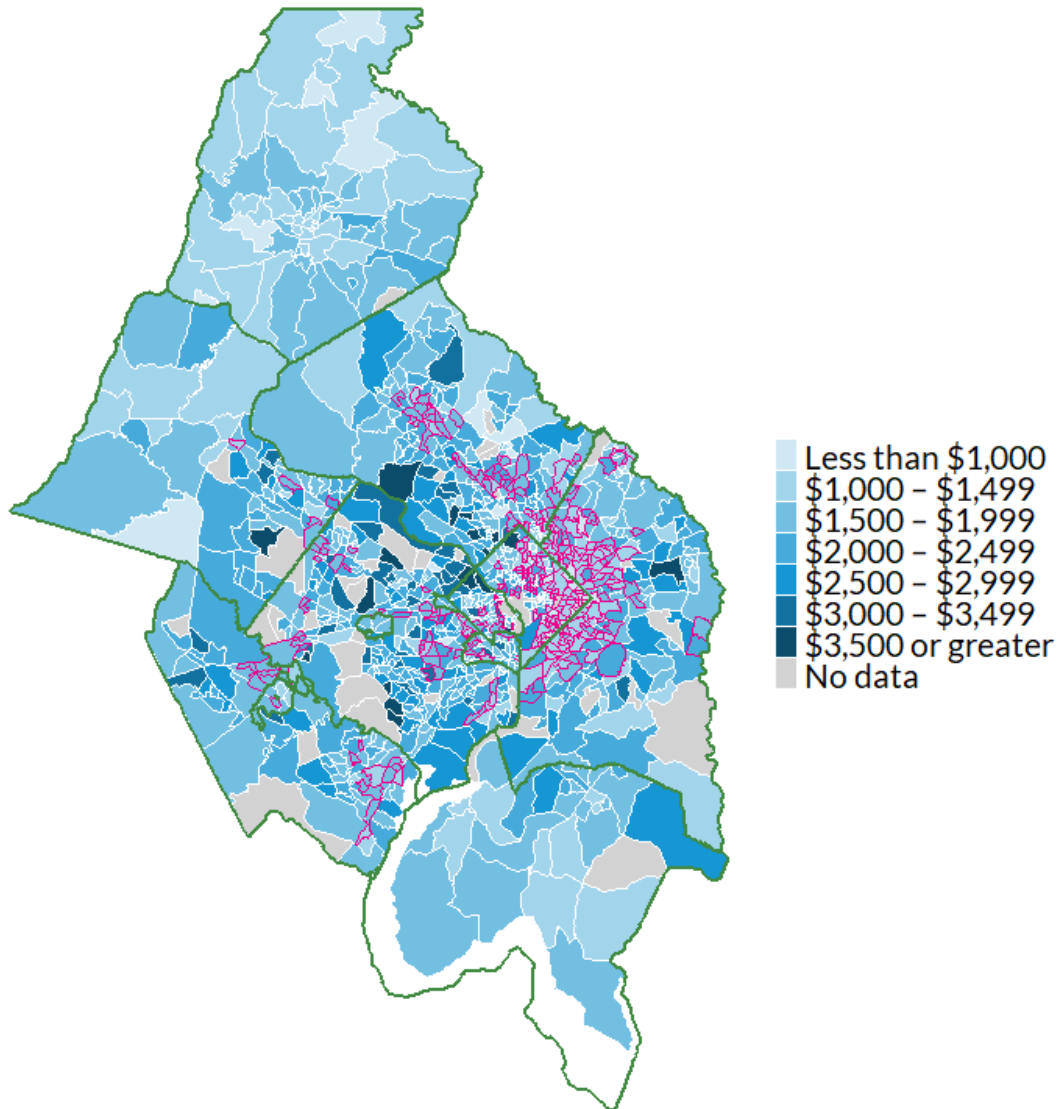 Less than $1,000
$1,000 – $1,499
$1,500 – $1,999
$2,000 – $2,499
$2,500 – $2,999
$3,000 – $3,499
$3,500 or greater
No data